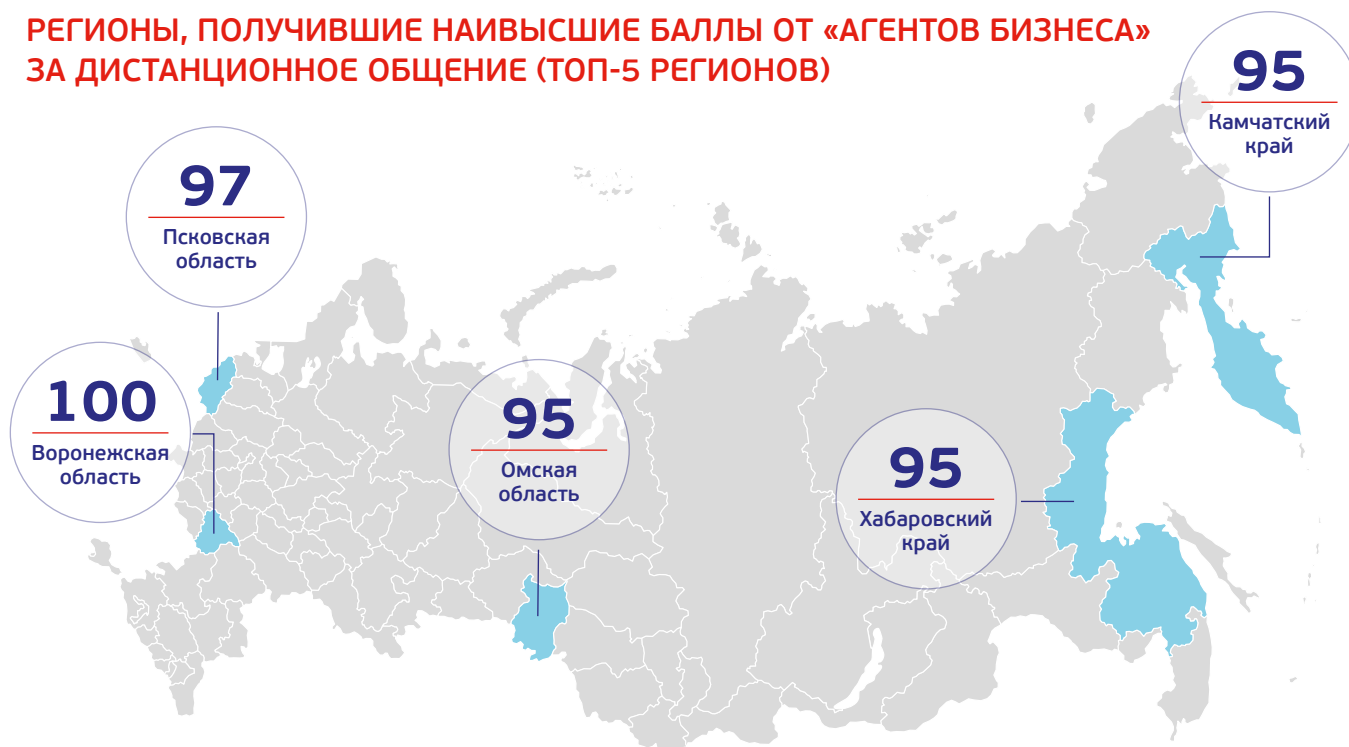 РЕГИОНЫ, ПОЛУЧИВШИЕ НАИВЫСШИЕ БАЛЛЫ ОТ «АГЕНТОВ БИЗНЕСА»
ЗА ДИСТАНЦИОННОЕ ОБЩЕНИЕ (ТОП-5 РЕГИОНОВ)
95
Камчатский
край
97
Псковская
область
100
Воронежская
область
95
Омская
область
95
Хабаровский
край